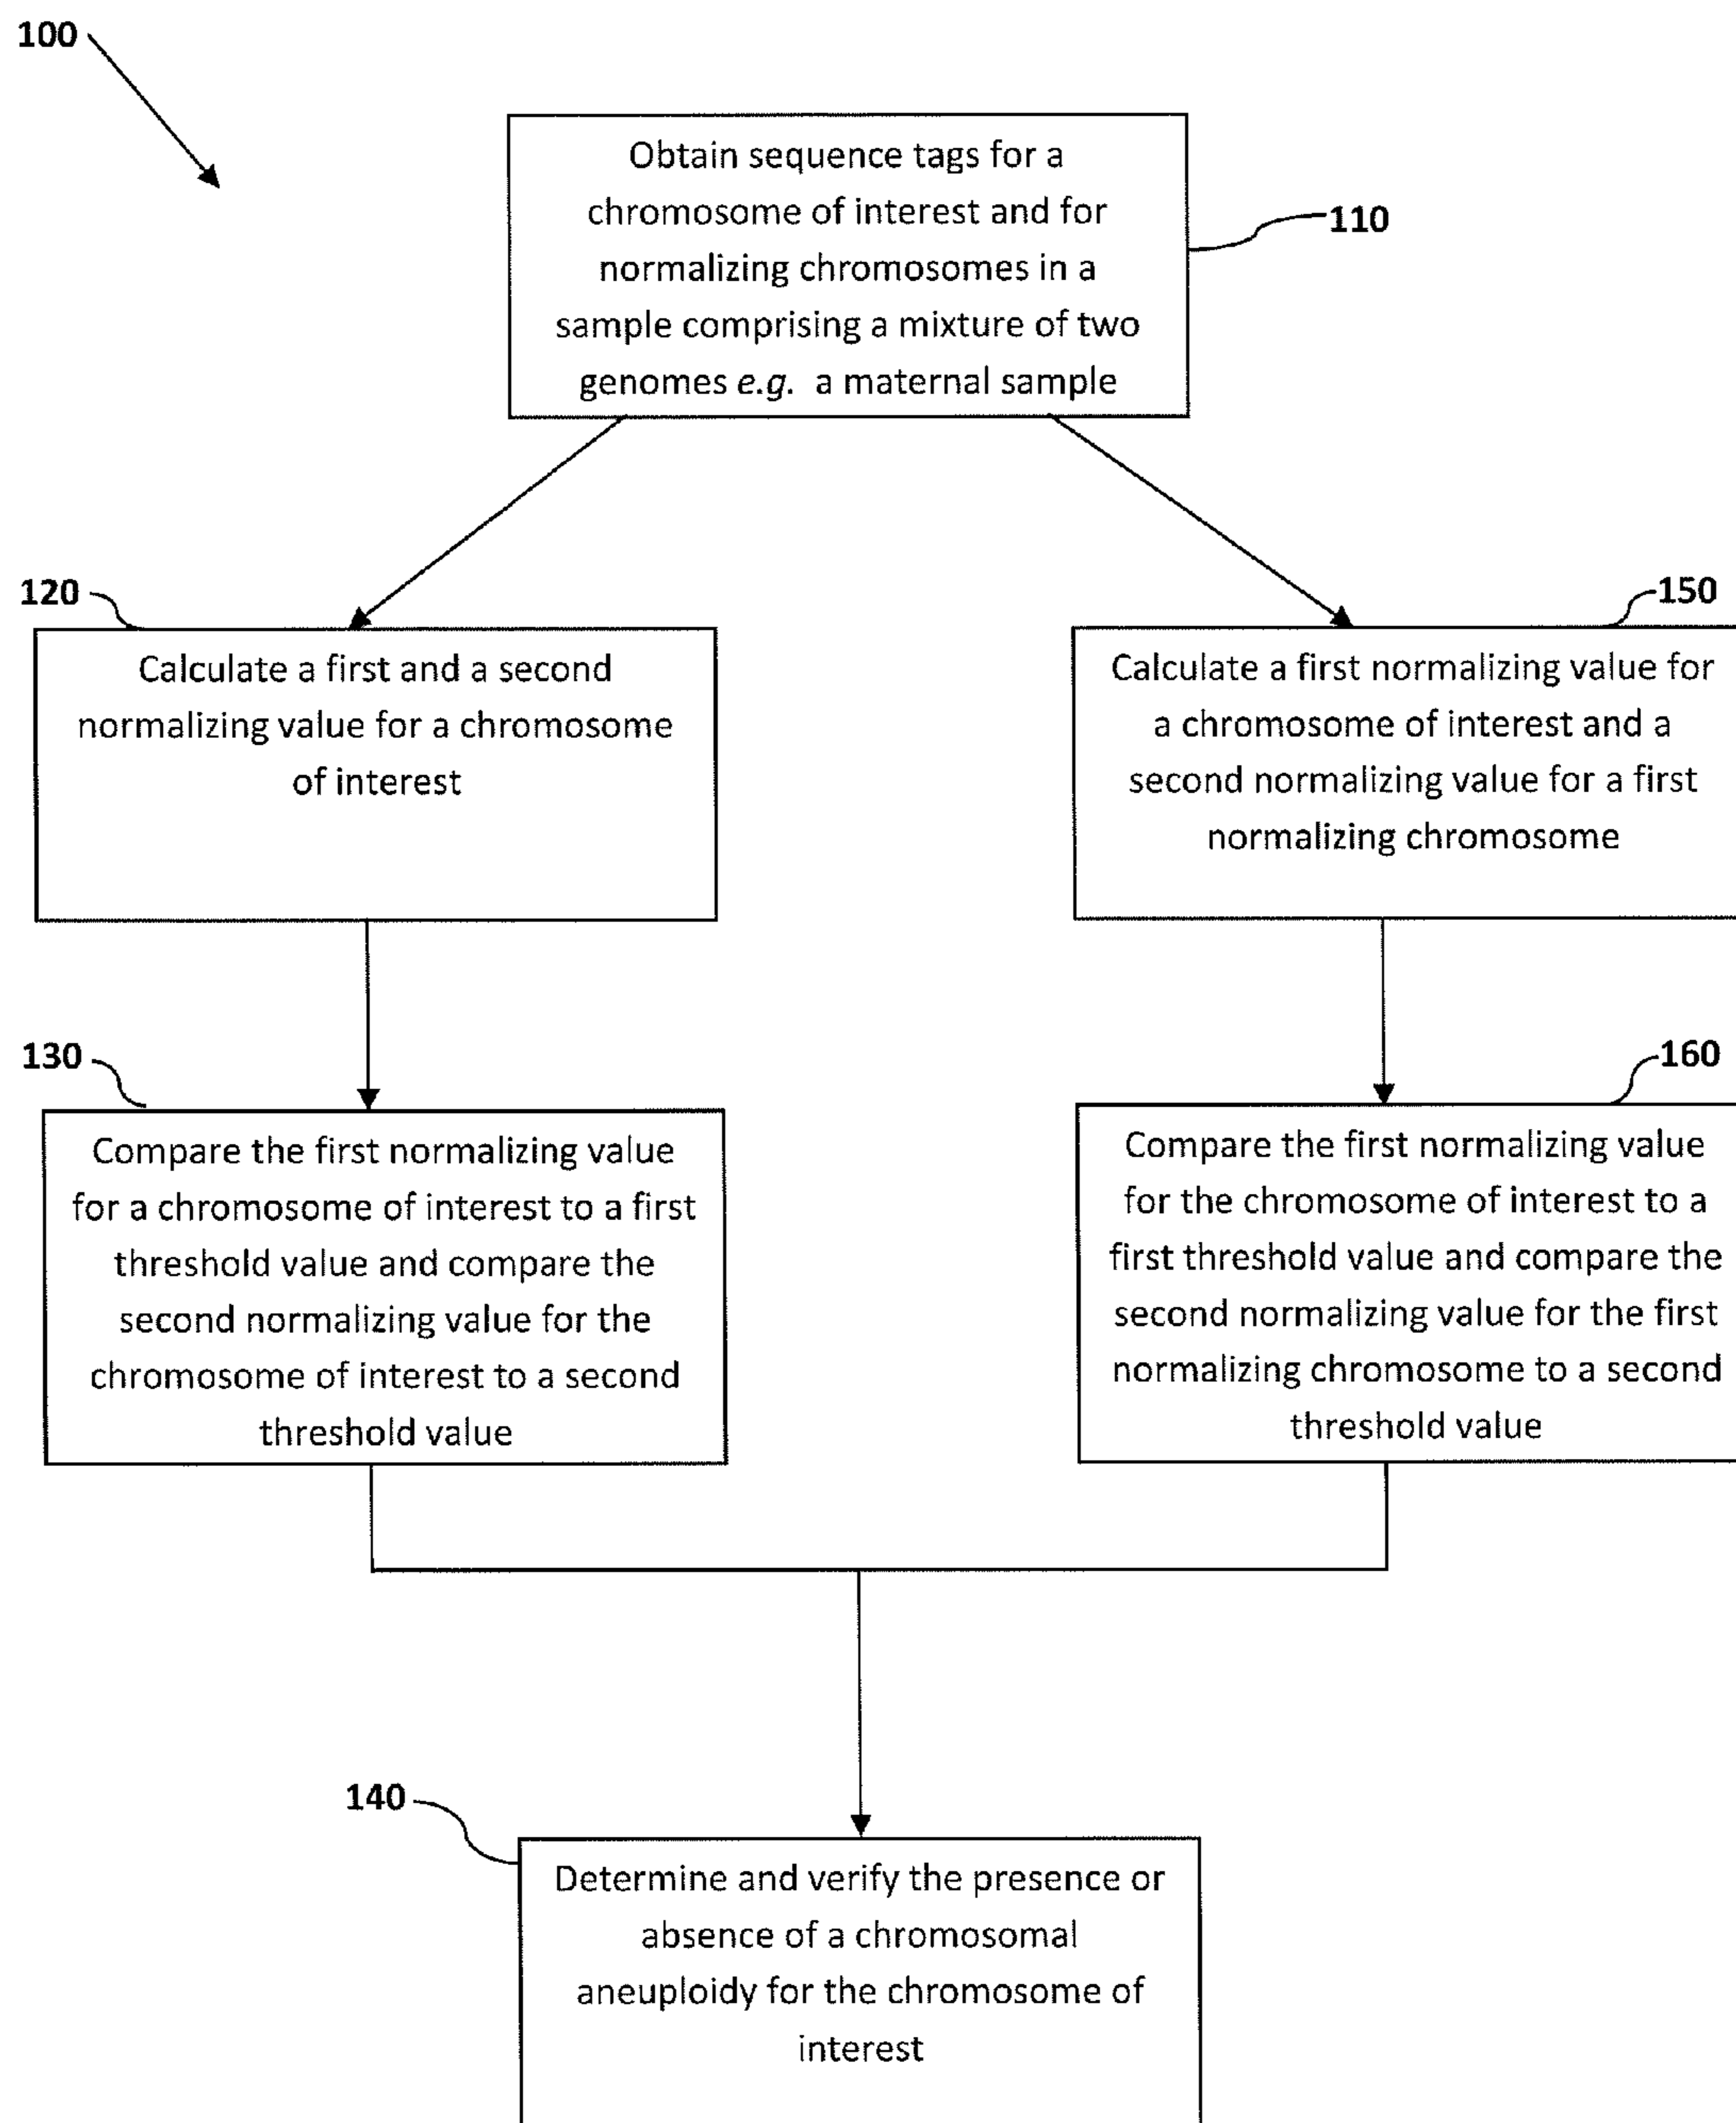 100
Obtain sequence tags for a
chromosome of interest and for
normalizing chromosomes in a
sample comprising a mixture of two
genomes e.g. a maternal sample
110
120
Calculate a first and a second
normalizing value for a chromosome
of interest
150
Calculate a first normalizing value for
a chromosome of interest and a
second normalizing value for a first
normalizing chromosome
130
Compare the first normalizing value
for a chromosome of interest to a first
threshold value and compare the
second normalizing value for the
chromosome of interest to a second
threshold value
160
Compare the first normalizing value
for the chromosome of interest to a
first threshold value and compare the
second normalizing value for the first
normalizing chromosome to a second
threshold value
140
Determine and verify the presence or
absence of a chromosomal
aneuploidy for the chromosome of
interest